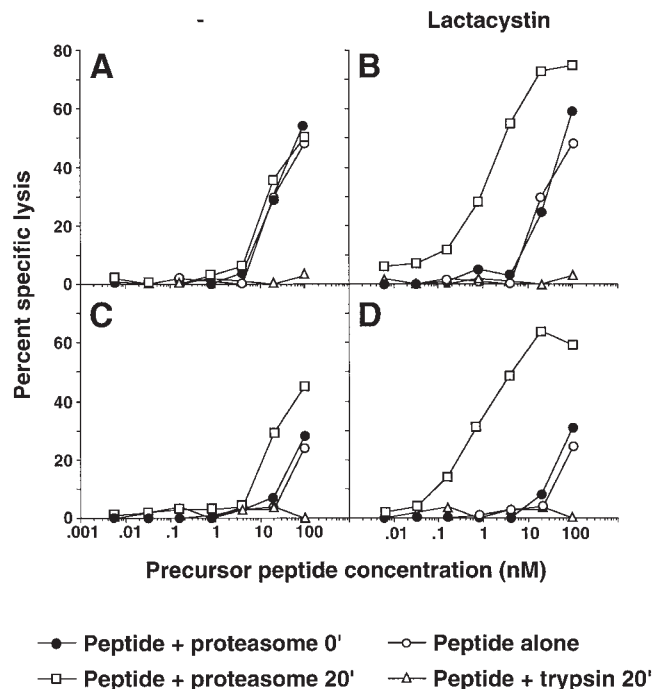 - Lactacystin
A B
80
60
40
20
0
C D
60
40
20
0
.001 .01 .1 1 10 100 .01 .1 1 10 100
Percent specific lysis
Precursor peptide concentration (nM)
Peptide + proteasome 0' Peptide alone
Peptide + proteasome 20' Peptide + trypsin 20'